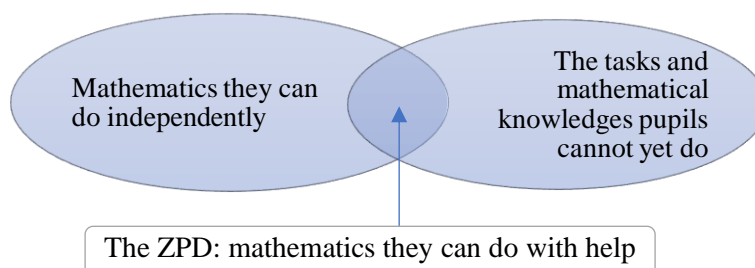 Mathematics they can
do independently
The tasks and
mathematical
knowledges pupils
cannot yet do
The ZPD: mathematics they can do with help